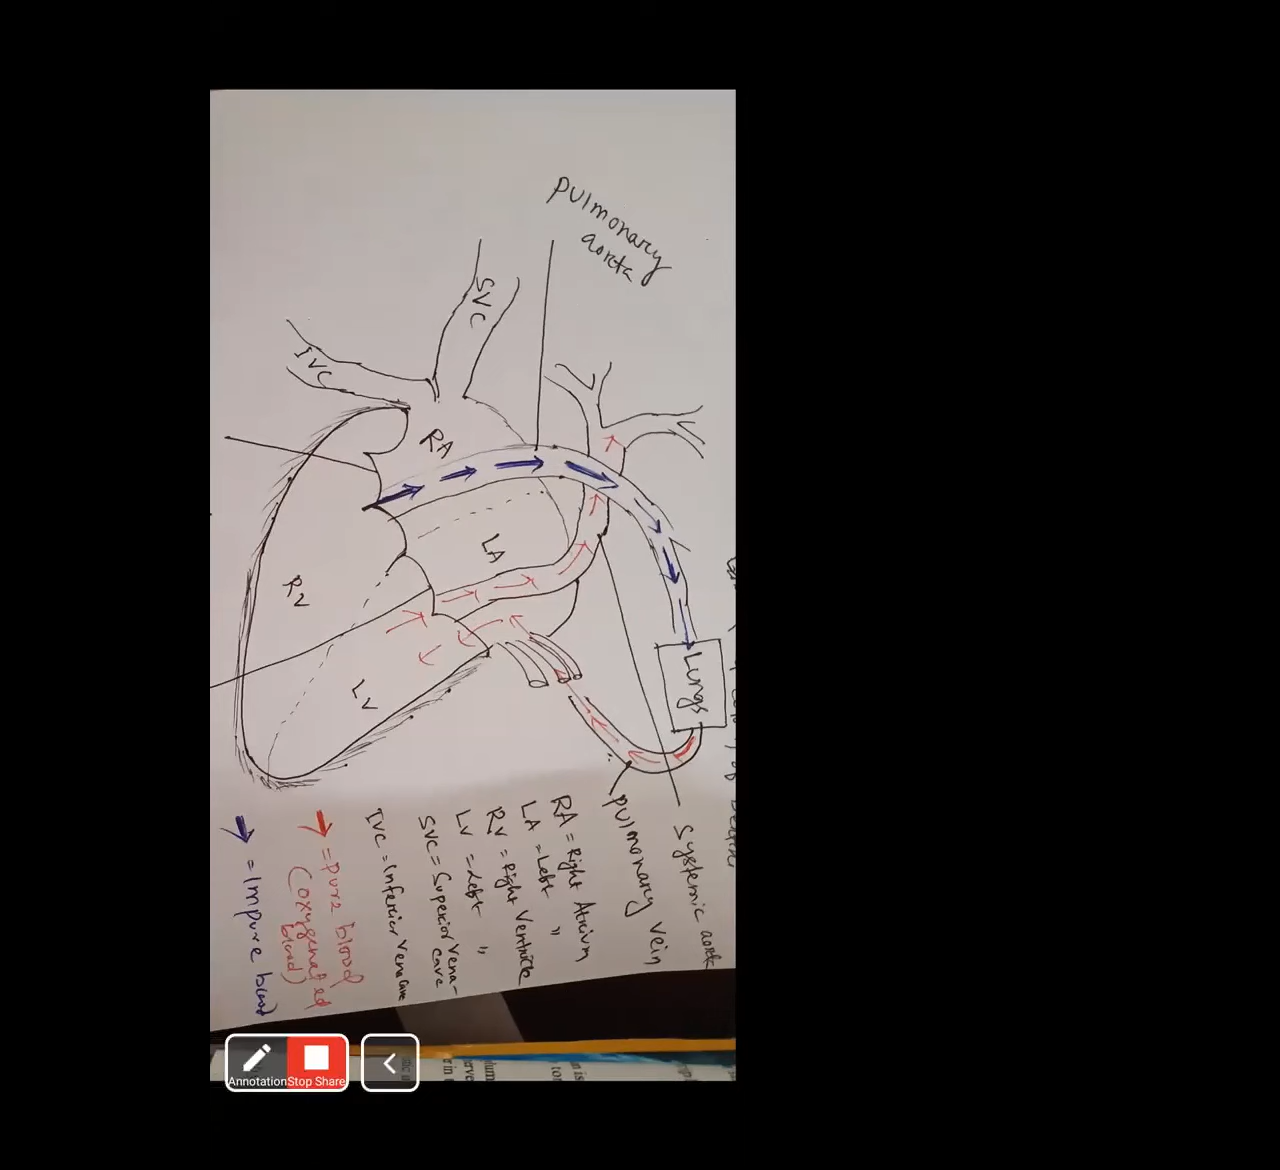 pulmonary
aorta
SVC
IVC
RA
LA
RV
LV
Lungs
Systemic aorta
pulmonary vein
RA = Right Atrium
LA = Left "
RV = Right Ventricle
LV = Left "
SVC = Superior vena-
cave
IVC = Inferior vena cave
= pure blood
(oxygenated
blood)
= Impure blood
Annotation
Stop Share